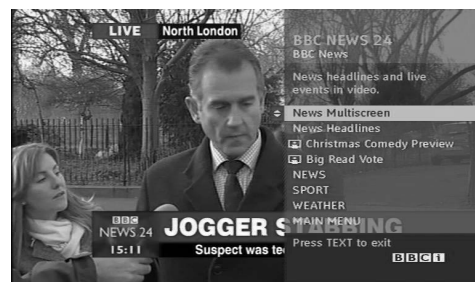 LIVE North London
BBC NEWS 24
BBC News
News headlines and live
events in video.
News Multiscreen
News Headlines
Christmas Comedy Preview
Big Read Vote
NEWS
SPORT
WEATHER
MAIN MENU
Press TEXT to exit
BBC 1
BBC
NEWS 24
15:11
JOGGER STABBING
Suspect was